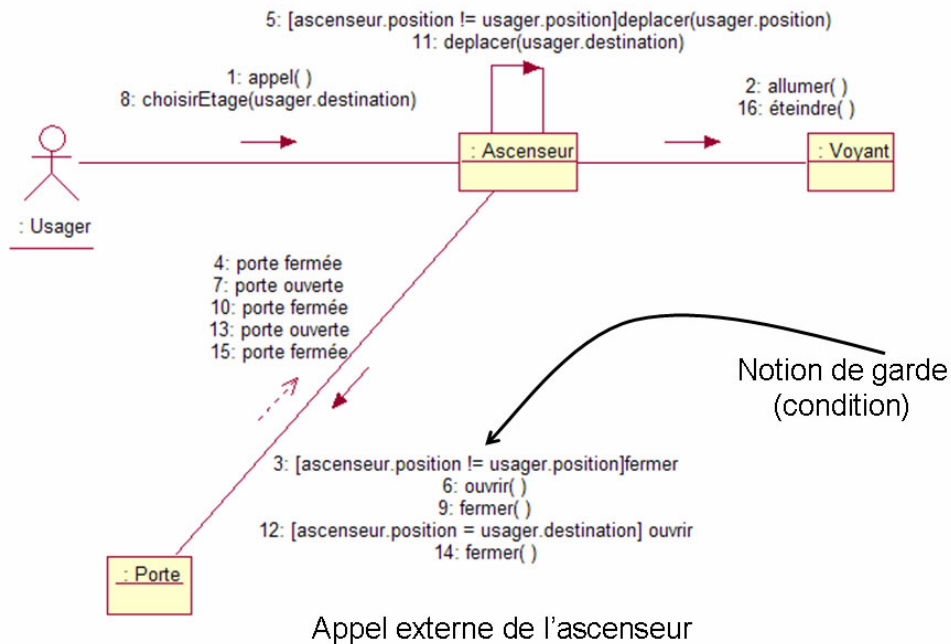 5: [ascenseur.position != usager.position]deplacer(usager.position)
11: deplacer(usager.destination)
1: appel( )
8: choisirEtage(usager.destination)
2: allumer( )
16: éteindre( )
: Ascenseur
: Voyant
: Usager
4: porte fermée
7: porte ouverte
10: porte fermée
13: porte ouverte
15: porte fermée
Notion de garde
(condition)
3: [ascenseur.position != usager.position]fermer
6: ouvrir( )
9: fermer( )
12: [ascenseur.position = usager.destination] ouvrir
14: fermer( )
: Porte
Appel externe de l'ascenseur